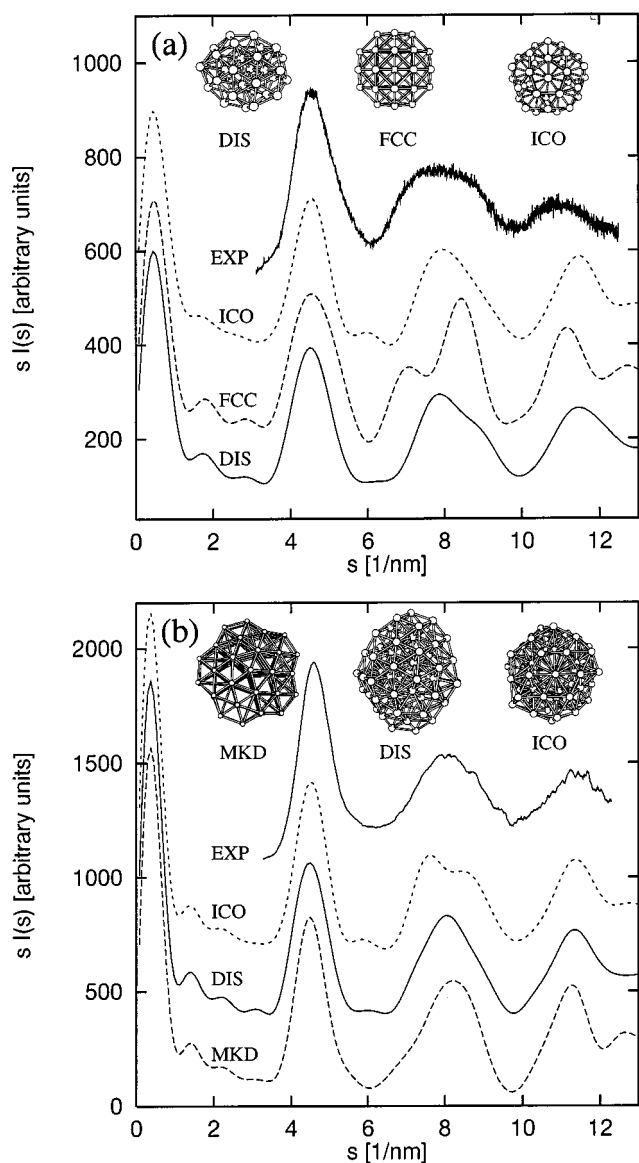 (a)
DIS
FCC
ICO
EXP
ICO
FCC
DIS
s I(s) [arbitrary units]
1000
800
600
400
200
0
2
4
6
8
10
12
s [1/nm]
(b)
MKD
DIS
ICO
EXP
ICO
DIS
MKD
s I(s) [arbitrary units]
2000
1500
1000
500
0
0
2
4
6
8
10
12
s [1/nm]